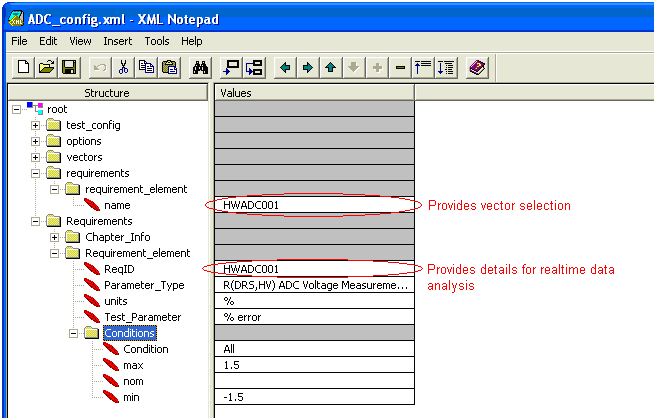 ADC_config.xml - XML Notepad
File Edit View Insert Tools Help
Structure Values
root
test_config
options
vectors
requirements
requirement_element
name HWADC001 Provides vector selection
Requirements
Chapter_Info
Requirement_element
ReqID HWADC001 Provides details for realtime data
analysis
Parameter_Type R(DRS,HV) ADC Voltage Measureme...
units %
Test_Parameter % error
Conditions
Condition All
max 1.5
nom
min -1.5